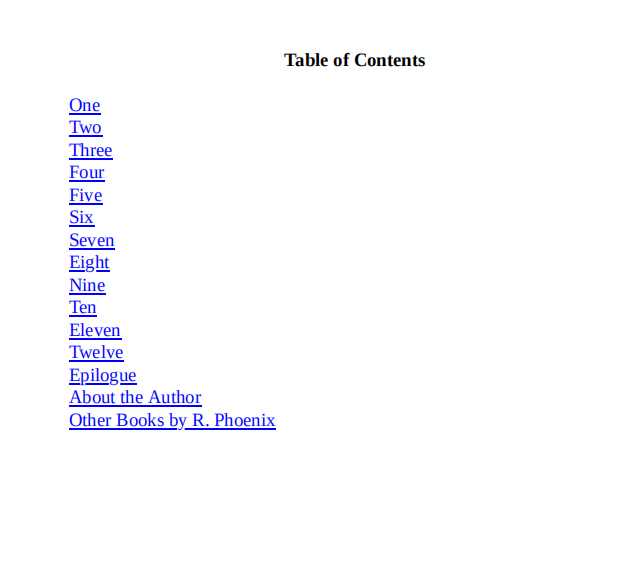 Table of Contents
One
Two
Three
Four
Five
Six
Seven
Eight
Nine
Ten
Eleven
Twelve
Epilogue
About the Author
Other Books by R. Phoenix